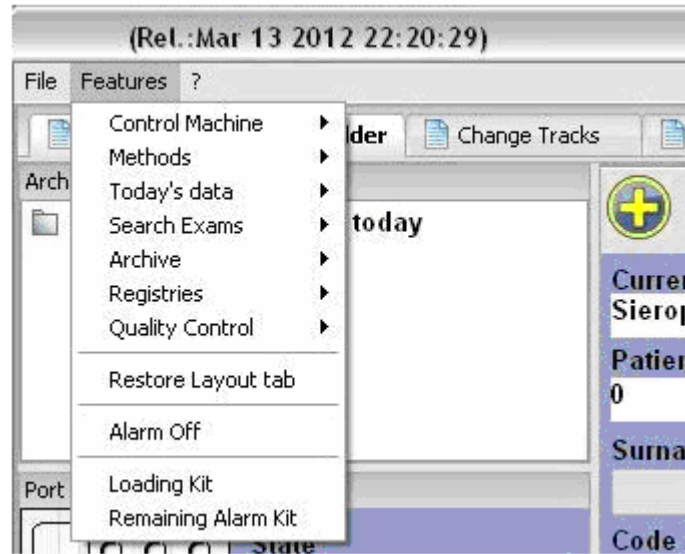 (Rel.:Mar 13 2012 22:20:29)
File Features ?
Control Machine
Methods
Today's data
Search Exams
Archive
Registries
Quality Control
Restore Layout tab
Alarm Off
Loading Kit
Remaining Alarm Kit
lder
Change Tracks
Arch
today
Curre
Sierop
Patier
0
Surna
Port
State
Code